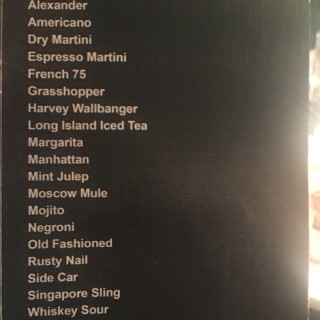 Alexander
Americano
Dry Martini
Espresso Martini
French 75
Grasshopper
Harvey Wallbanger
Long Island Iced Tea
Margarita
Manhattan
Mint Julep
Moscow Mule
Mojito
Negroni
Old Fashioned
Rusty Nail
Side Car
Singapore Sling
Whiskey Sour